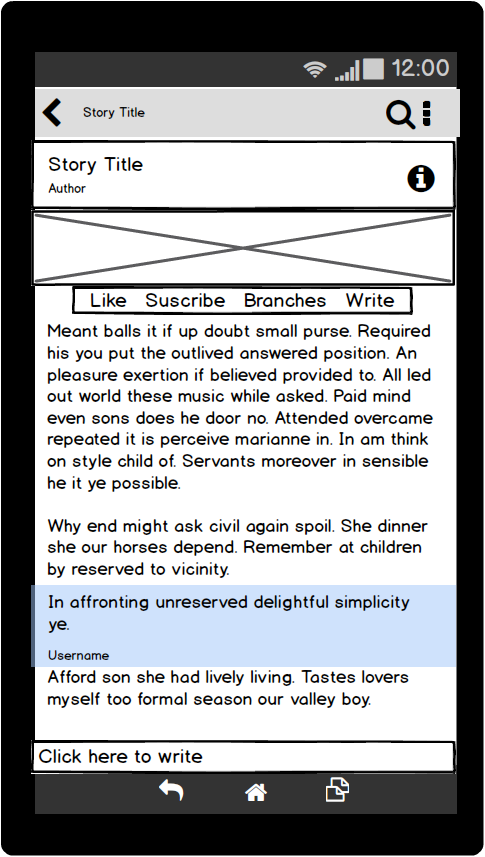 12:00
Story Title
Story Title
Author
Like Suscribe Branches Write
Meant balls it if up doubt small purse. Required
his you put the outlived answered position. An
pleasure exertion if believed provided to. All led
out world these music while asked. Paid mind
even sons does he door no. Attended overcame
repeated it is perceive marianne in. In am think
on style child of. Servants moreover in sensible
he it ye possible.
Why end might ask civil again spoil. She dinner
she our horses depend. Remember at children
by reserved to vicinity.
In affronting unreserved delightful simplicity
ye.
Username
Afford son she had lively living. Tastes lovers
myself too formal season our valley boy.
Click here to write